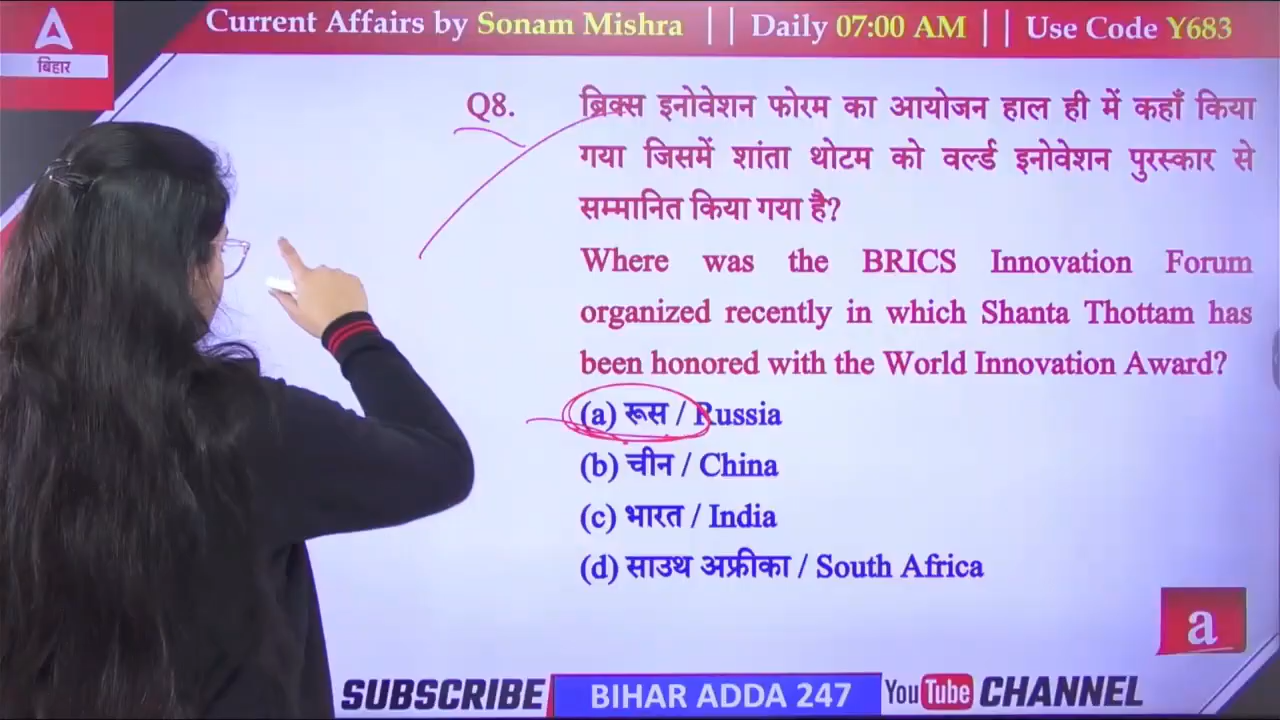 Current Affairs by Sonam Mishra || Daily 07:00 AM || Use Code Y683
A
बिहार
Q8. ब्रिक्स इनोवेशन फोरम का आयोजन हाल ही में कहाँ किया
गया जिसमें शांता थोटम को वर्ल्ड इनोवेशन पुरस्कार से
सम्मानित किया गया है?
Where was the BRICS Innovation Forum
organized recently in which Shanta Thottam has
been honored with the World Innovation Award?
(a) रूस / Russia
(b) चीन / China
(c) भारत / India
(d) साउथ अफ्रीका / South Africa
a
SUBSCRIBE BIHAR ADDA 247 YouTube CHANNEL